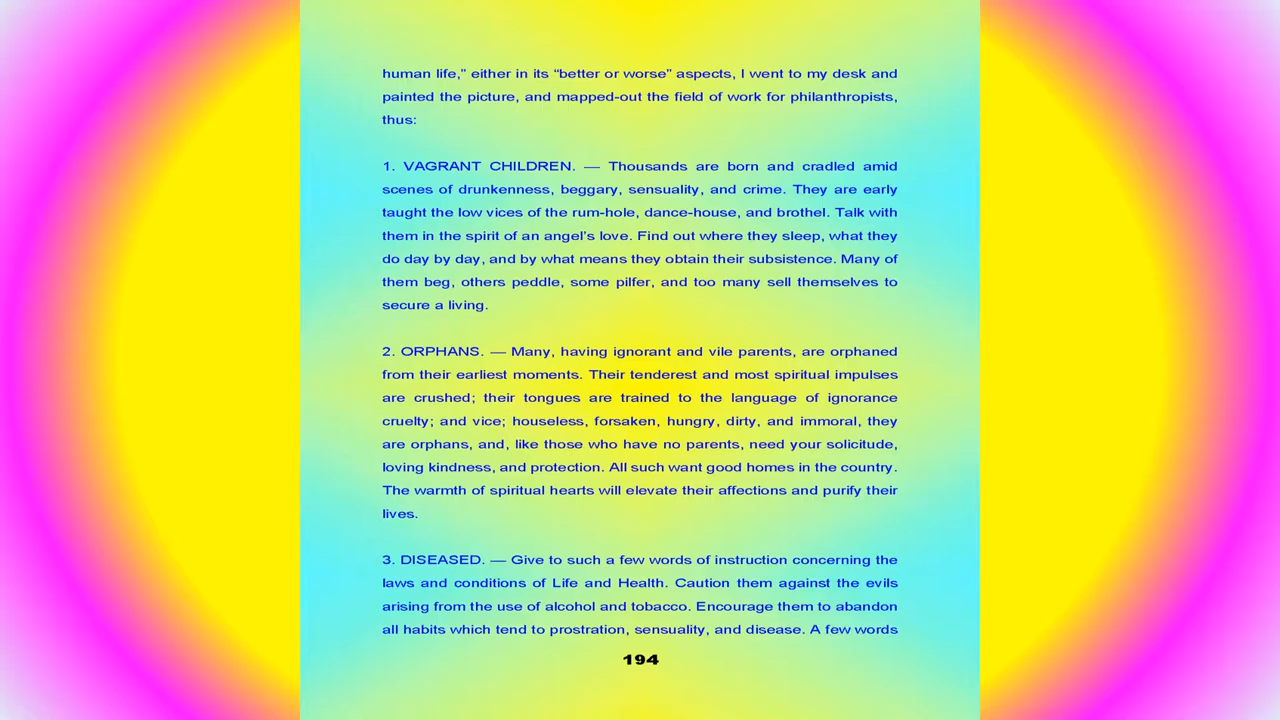 human life,” either in its “better or worse” aspects, I went to my desk and
painted the picture, and mapped-out the field of work for philanthropists,
thus:
1. VAGRANT CHILDREN. — Thousands are born and cradled amid
scenes of drunkenness, beggary, sensuality, and crime. They are early
taught the low vices of the rum-hole, dance-house, and brothel. Talk with
them in the spirit of an angel’s love. Find out where they sleep, what they
do day by day, and by what means they obtain their subsistence. Many of
them beg, others peddle, some pilfer, and too many sell themselves to
secure a living.
2. ORPHANS. — Many, having ignorant and vile parents, are orphaned
from their earliest moments. Their tenderest and most spiritual impulses
are crushed; their tongues are trained to the language of ignorance
cruelty; and vice; houseless, forsaken, hungry, dirty, and immoral, they
are orphans, and, like those who have no parents, need your solicitude,
loving kindness, and protection. All such want good homes in the country.
The warmth of spiritual hearts will elevate their affections and purify their
lives.
3. DISEASED. — Give to such a few words of instruction concerning the
laws and conditions of Life and Health. Caution them against the evils
arising from the use of alcohol and tobacco. Encourage them to abandon
all habits which tend to prostration, sensuality, and disease. A few words
194